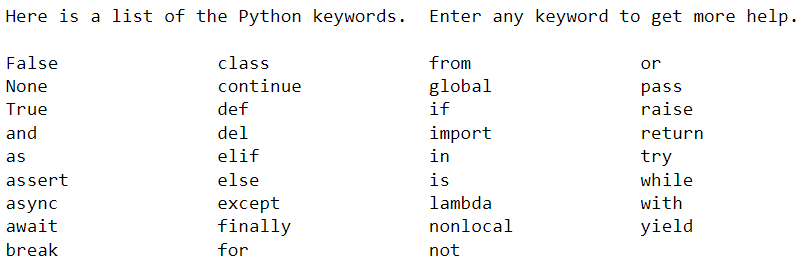 Here is a list of the Python keywords.  Enter any keyword to get more help.

False               class               from                or
None                continue            global              pass
True                def                 if                  raise
and                 del                 import              return
as                  elif                in                  try
assert              else                is                  while
async               except              lambda              with
await               finally             nonlocal            yield
break               for                 not